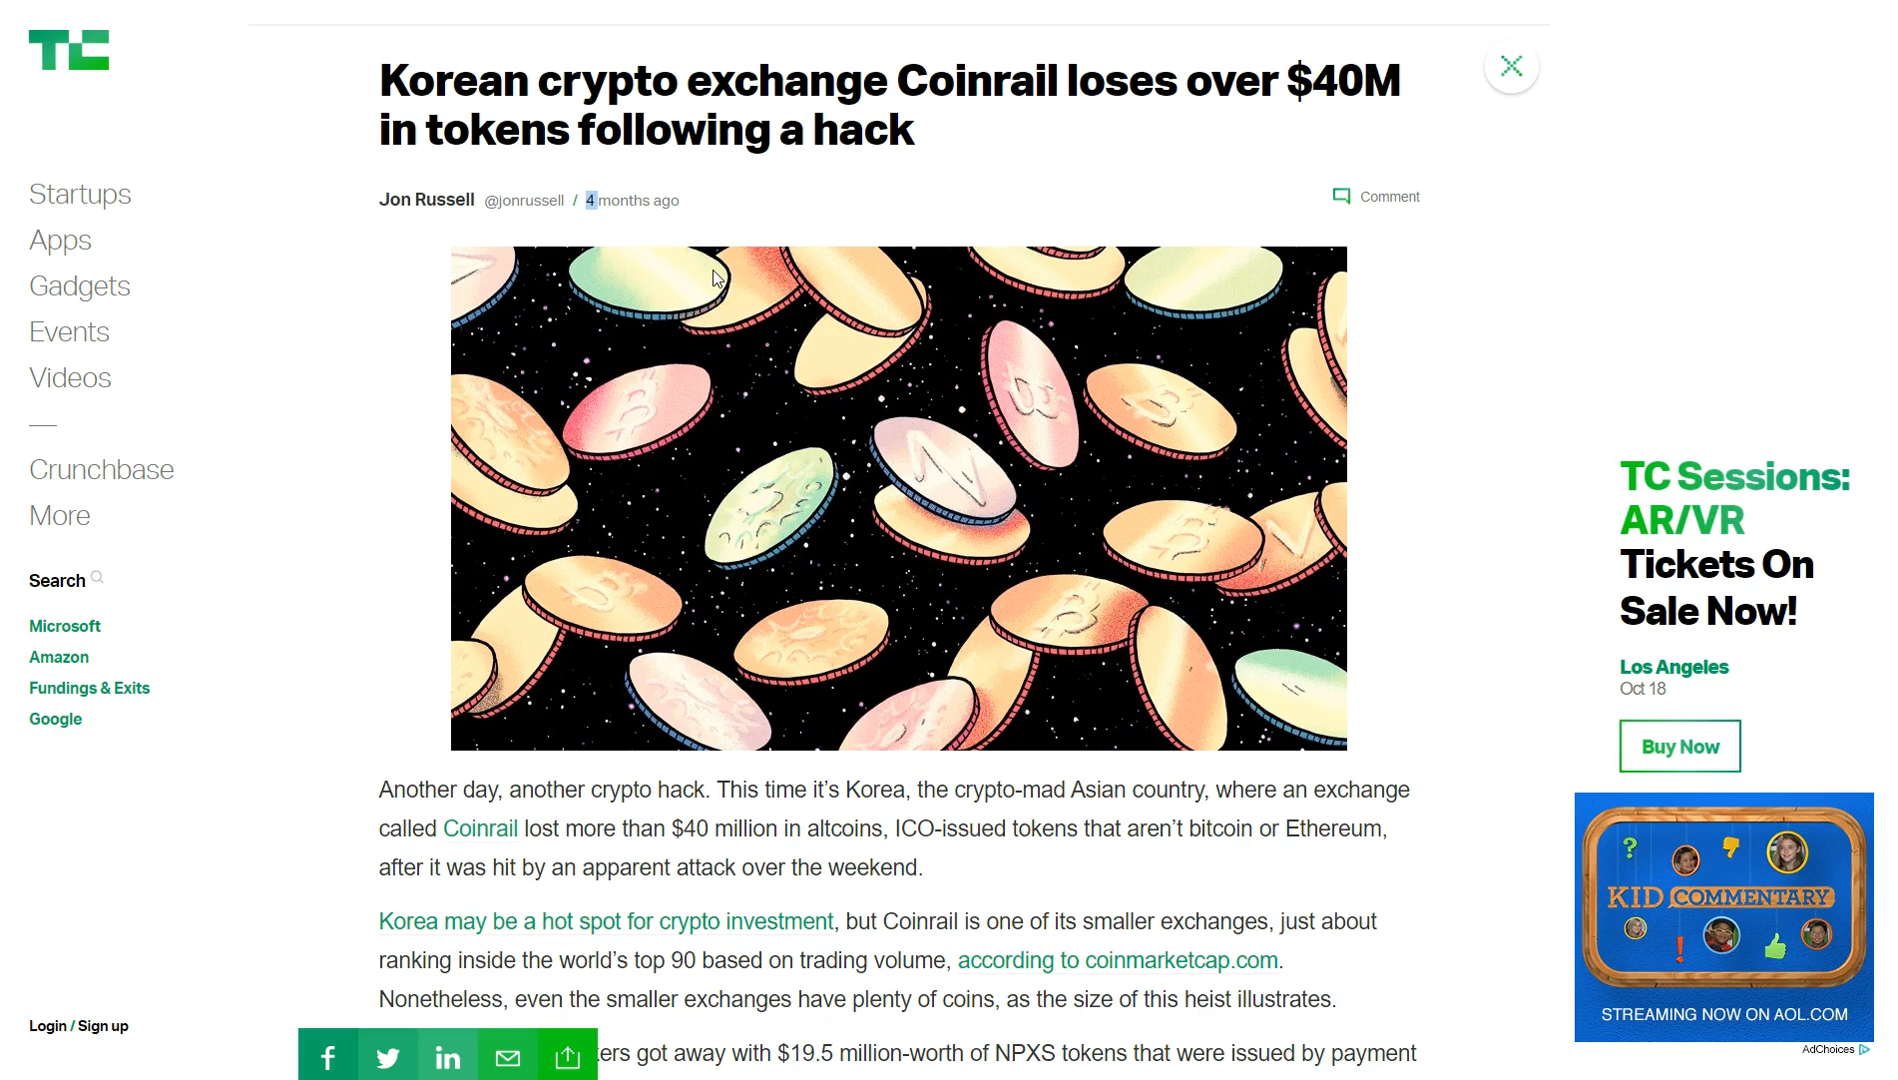 TC
Korean crypto exchange Coinrail loses over $40M
in tokens following a hack
Jon Russell @jonrussell / 4 months ago
Comment
Startups
Apps
Gadgets
Events
Videos
—
Crunchbase
More
Search
Microsoft
Amazon
Fundings & Exits
Google
Login / Sign up
Another day, another crypto hack. This time it’s Korea, the crypto-mad Asian country, where an exchange
called Coinrail lost more than $40 million in altcoins, ICO-issued tokens that aren’t bitcoin or Ethereum,
after it was hit by an apparent attack over the weekend.
Korea may be a hot spot for crypto investment, but Coinrail is one of its smaller exchanges, just about
ranking inside the world’s top 90 based on trading volume, according to coinmarketcap.com.
Nonetheless, even the smaller exchanges have plenty of coins, as the size of this heist illustrates.
kers got away with $19.5 million-worth of NPXS tokens that were issued by payment
TC Sessions:
AR/VR
Tickets On
Sale Now!
Los Angeles
Oct 18
Buy Now
KID COMMENTARY
STREAMING NOW ON AOL.COM
AdChoices